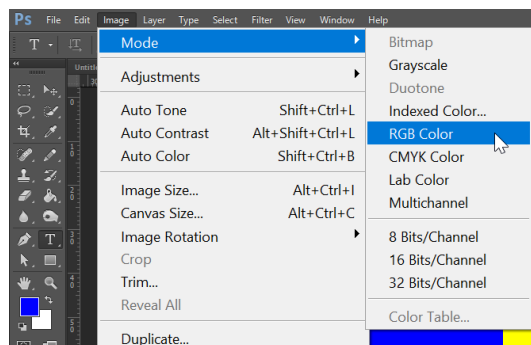 Ps File Edit Image Layer Type Select Filter View Window Help
T
Mode
Adjustments
Auto Tone Shift+Ctrl+L
Auto Contrast Alt+Shift+Ctrl+L
Auto Color Shift+Ctrl+B
Image Size... Alt+Ctrl+I
Canvas Size... Alt+Ctrl+C
Image Rotation
Crop
Trim...
Reveal All
Duplicate...
Bitmap
Grayscale
Duotone
Indexed Color...
RGB Color
CMYK Color
Lab Color
Multichannel
8 Bits/Channel
16 Bits/Channel
32 Bits/Channel
Color Table...